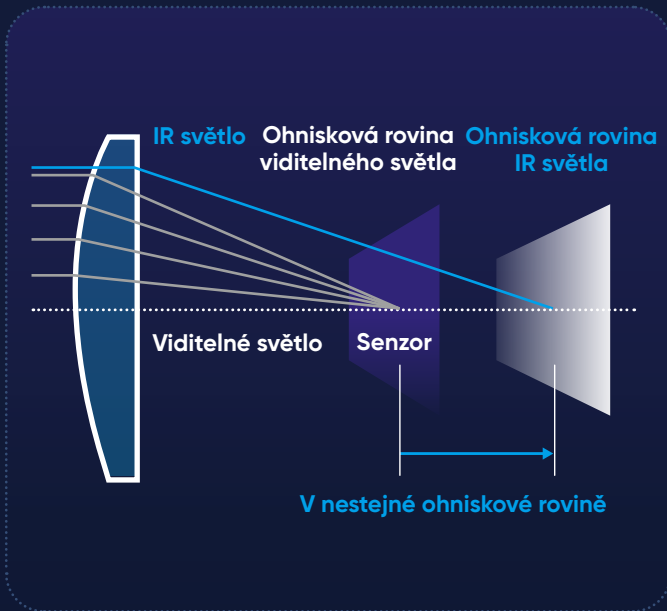 IR světlo
Ohnisková rovina
viditelného světla
Ohnisková rovina
IR světla
Viditelné světlo
Senzor
V nestejné ohniskové rovině